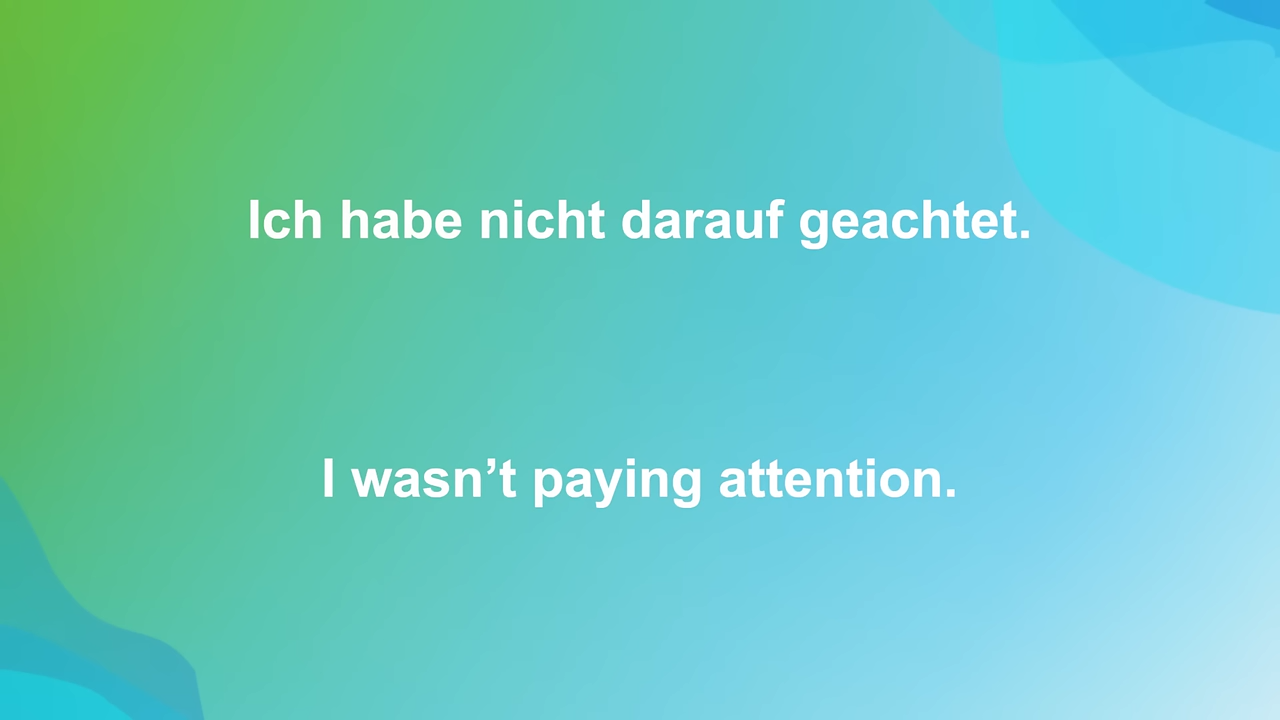 Ich habe nicht darauf geachtet.
I wasn’t paying attention.